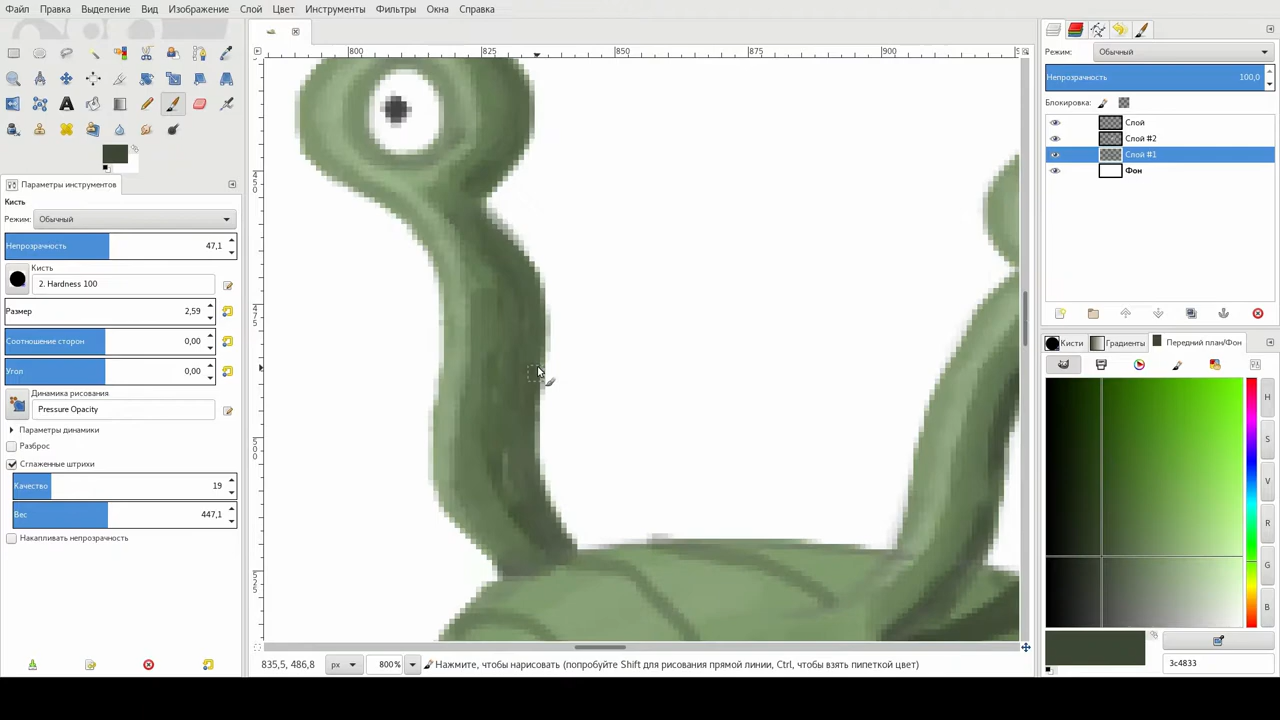 Файл Правка Выделение Вид Изображение Слой Цвет Инструменты Фильтры Окна Справка
800 825 850 875 900
Режим: Обычный
Непрозрачность 100,0
Блокировка:
Слой
Слой #2
Слой #1
Фон
Параметры инструментов
Кисть
Режим: Обычный
Непрозрачность 47,1
Кисть
2. Hardness 100
Размер 2,59
Соотношение сторон 0,00
Угол 0,00
Динамика рисования
Pressure Opacity
Параметры динамики
Разброс
Сглаженные штрихи
Качество 19
Вес 447,1
Накапливать непрозрачность
450
475
500
525
Кисти Градиенты Передний план/Фон
H
S
V
R
G
B
3c4833
835,5, 486,8 px 800% Нажмите, чтобы нарисовать (попробуйте Shift для рисования прямой линии, Ctrl, чтобы взять пипеткой цвет)